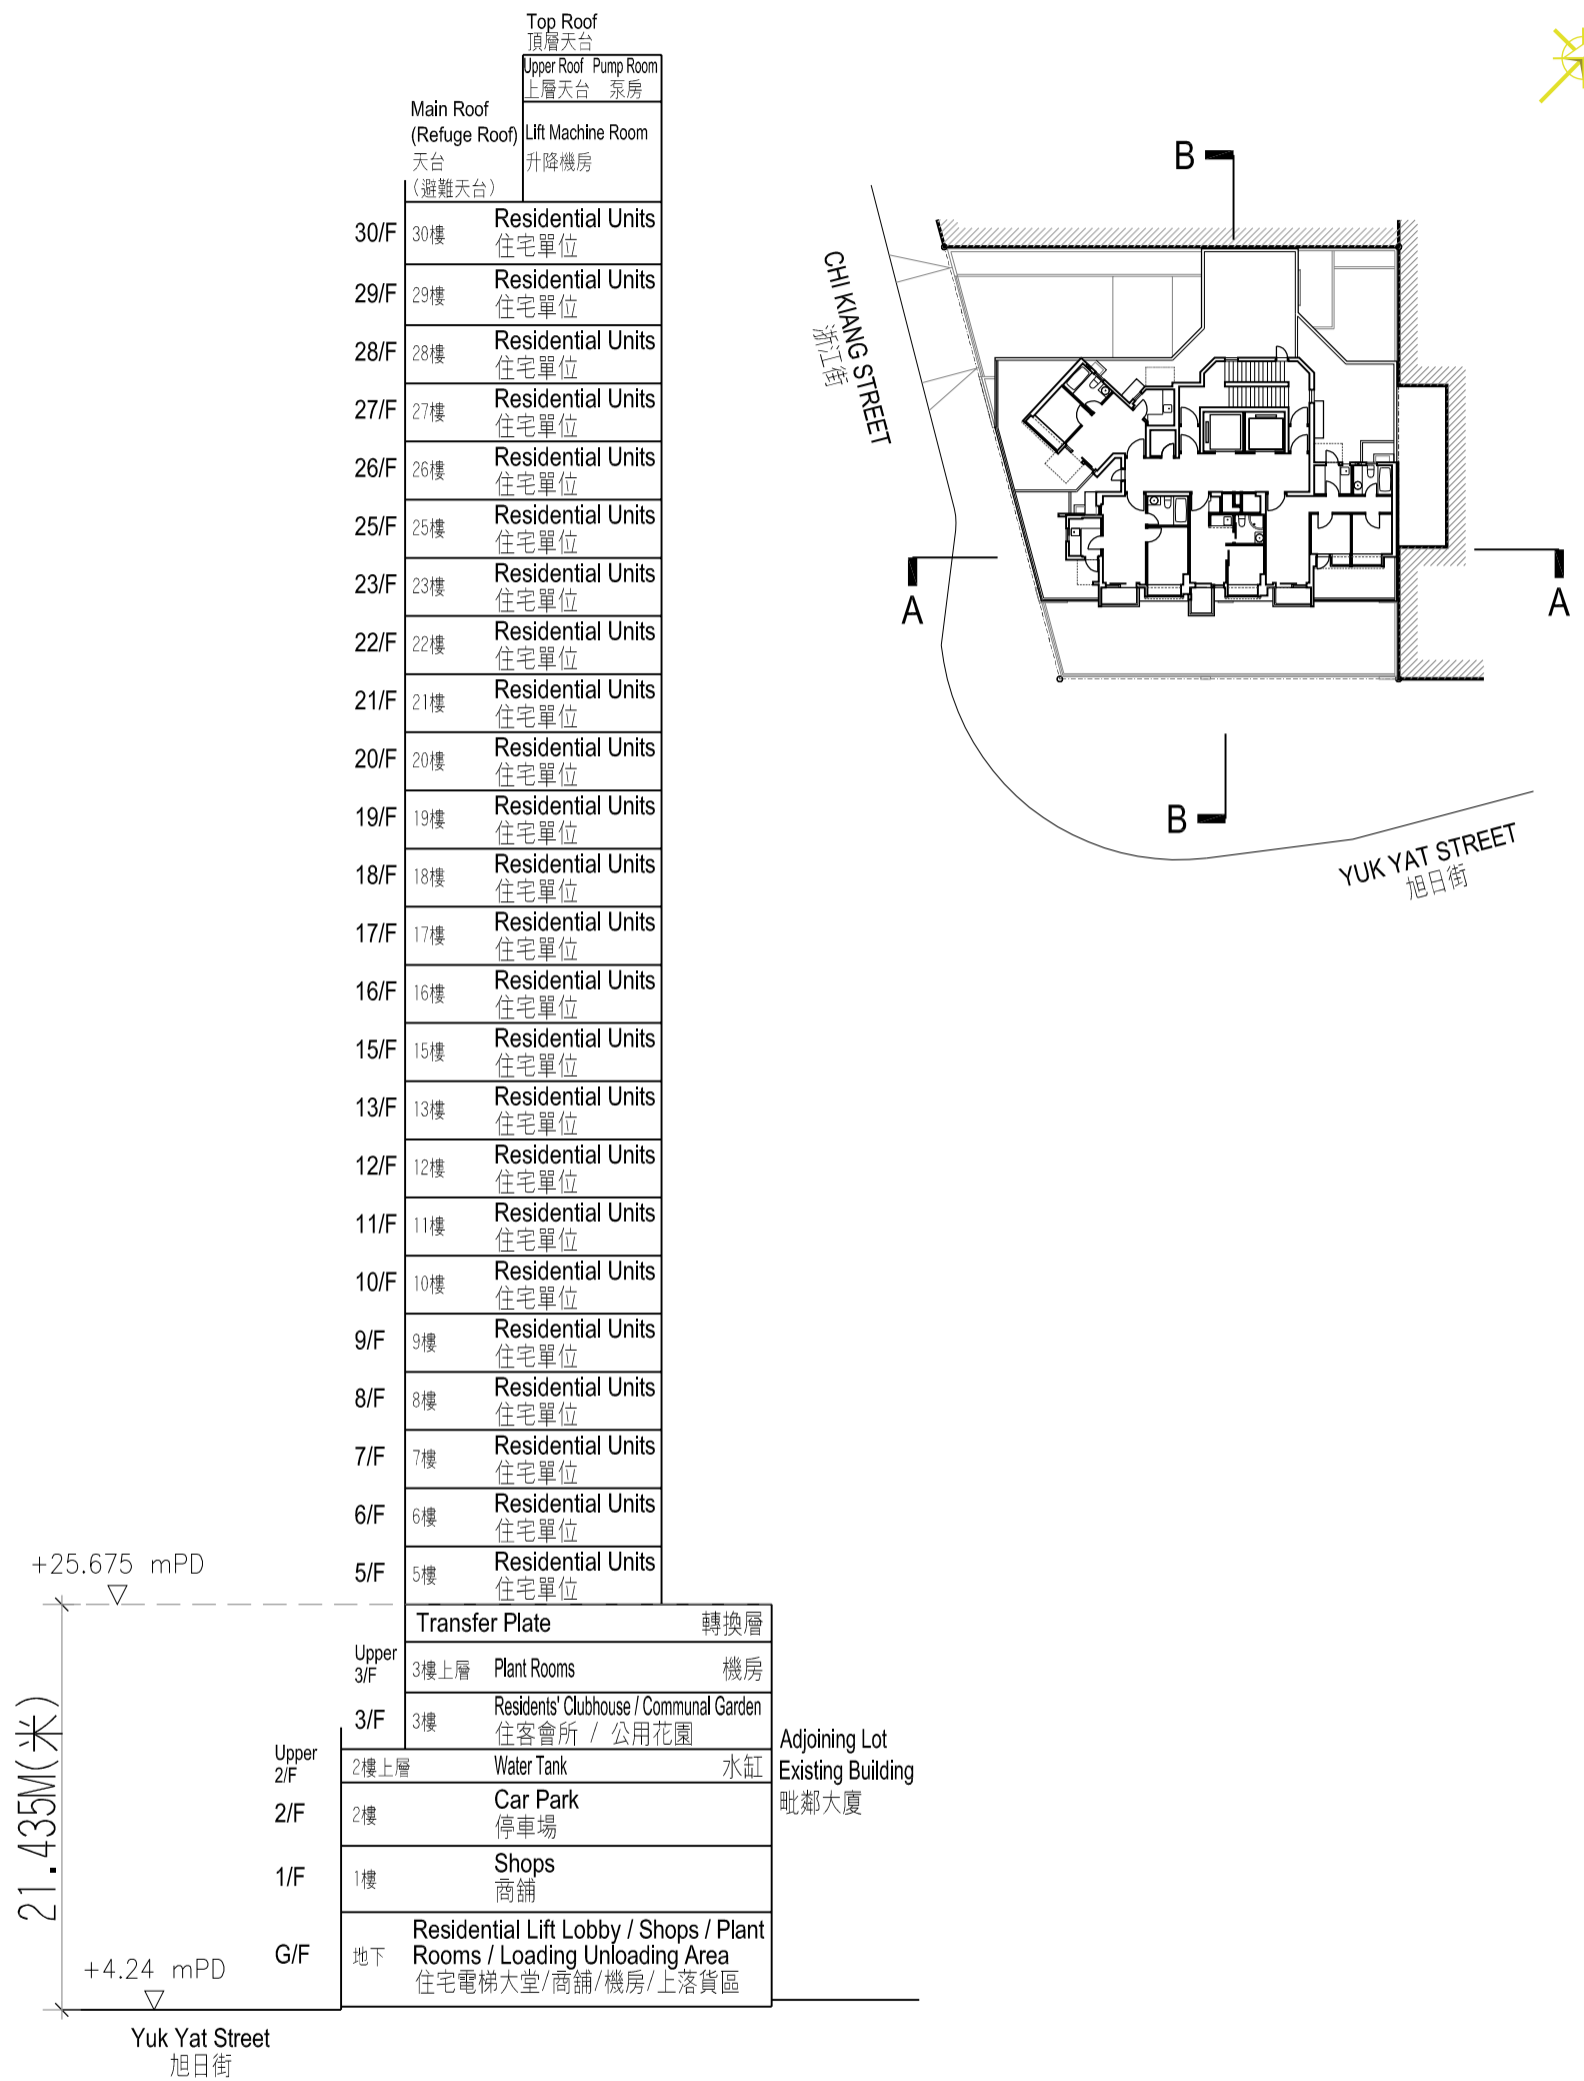 Top Roof
頂層天台
Upper Roof Pump Room
上層天台 泵房
Main Roof
(Refuge Roof)
天台
(避難天台)
Lift Machine Room
升降機房
30/F 30樓 Residential Units
住宅單位
29/F 29樓 Residential Units
住宅單位
28/F 28樓 Residential Units
住宅單位
27/F 27樓 Residential Units
住宅單位
26/F 26樓 Residential Units
住宅單位
25/F 25樓 Residential Units
住宅單位
23/F 23樓 Residential Units
住宅單位
22/F 22樓 Residential Units
住宅單位
21/F 21樓 Residential Units
住宅單位
20/F 20樓 Residential Units
住宅單位
19/F 19樓 Residential Units
住宅單位
18/F 18樓 Residential Units
住宅單位
17/F 17樓 Residential Units
住宅單位
16/F 16樓 Residential Units
住宅單位
15/F 15樓 Residential Units
住宅單位
13/F 13樓 Residential Units
住宅單位
12/F 12樓 Residential Units
住宅單位
11/F 11樓 Residential Units
住宅單位
10/F 10樓 Residential Units
住宅單位
9/F 9樓 Residential Units
住宅單位
8/F 8樓 Residential Units
住宅單位
7/F 7樓 Residential Units
住宅單位
6/F 6樓 Residential Units
住宅單位
5/F 5樓 Residential Units
住宅單位
+25.675 mPD
Transfer Plate 轉換層
Upper
3/F 3樓上層 Plant Rooms 機房
3/F 3樓 Residents' Clubhouse / Communal Garden
住客會所 / 公用花園
Upper
2/F 2樓上層 Water Tank 水缸
2/F 2樓 Car Park
停車場
1/F 1樓 Shops
商舖
G/F 地下 Residential Lift Lobby / Shops / Plant
Rooms / Loading Unloading Area
住宅電梯大堂/商舖/機房/上落貨區
21.435M(米)
+4.24 mPD
Yuk Yat Street
旭日街
Adjoining Lot
Existing Building
毗鄰大廈
B
CHI KIANG STREET
浙江街
A
A
B
YUK YAT STREET
旭日街